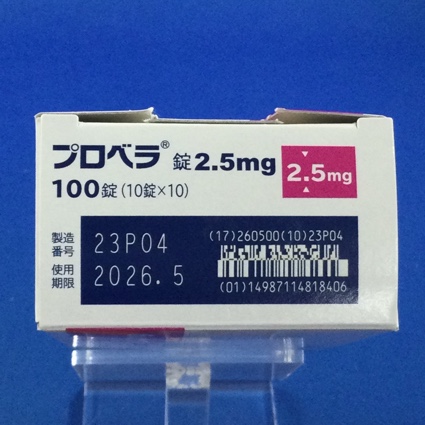 プロベラ®錠2.5mg
2.5mg
100錠(10錠×10)
製造番号 23P04
使用期限 2026.5
(17)260500(10)23P04
(01)14987114818406